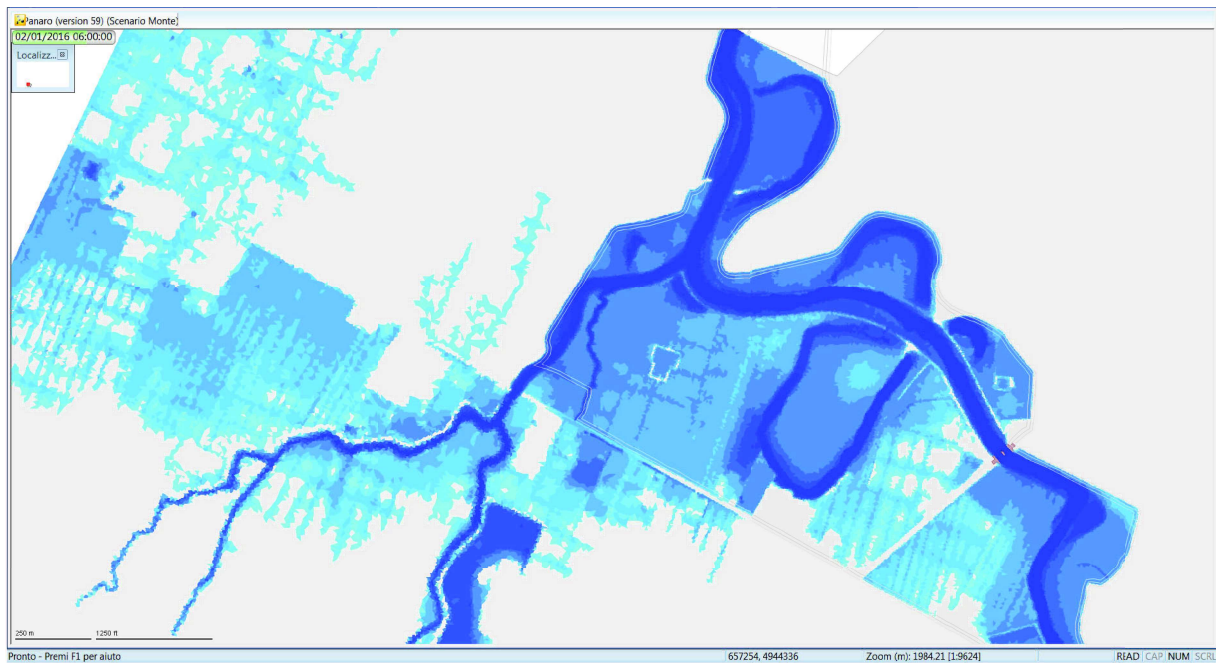 Panaro (version 59) (Scenario Monte)
02/01/2016 06:00:00
Localizz...
250 m 1250 ft
Pronto - Premi F1 per aiuto 657254, 4944336 Zoom (m): 1984.21 [1:9624] READ CAP NUM SCRL